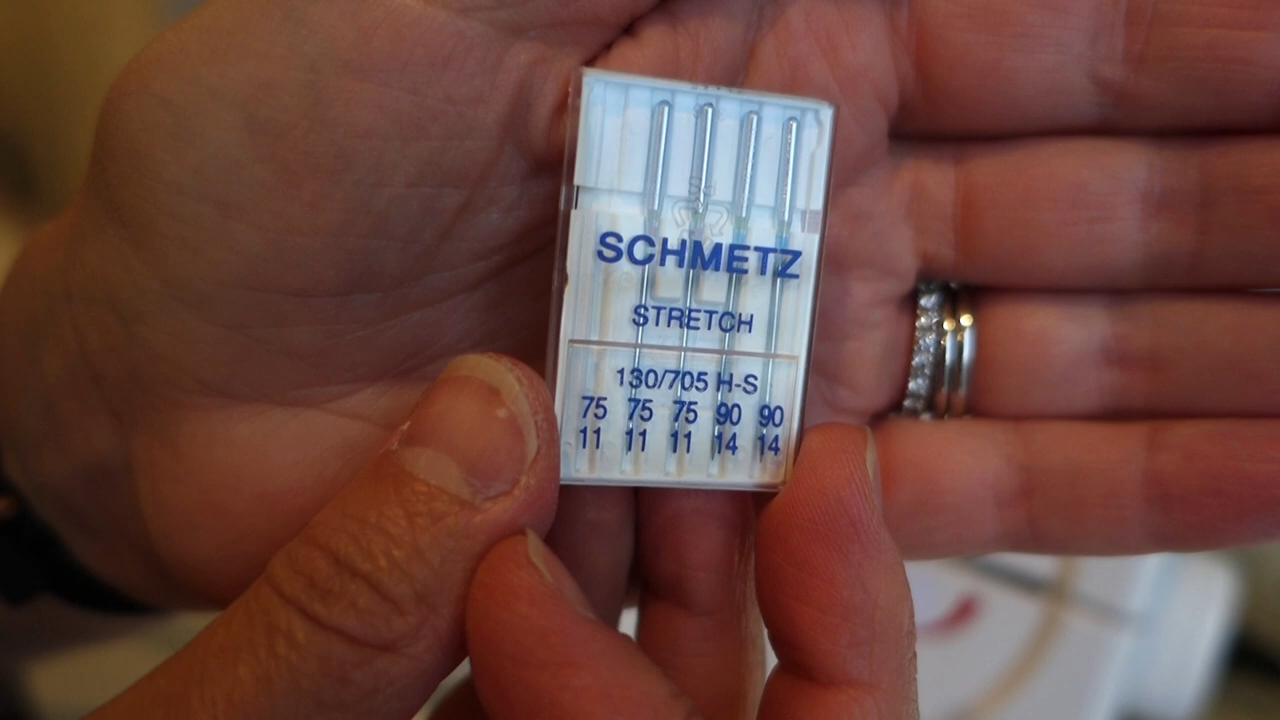 SCHMETZ
STRETCH
130/705 H-S
75 75 75 90 90
11 11 11 14 14